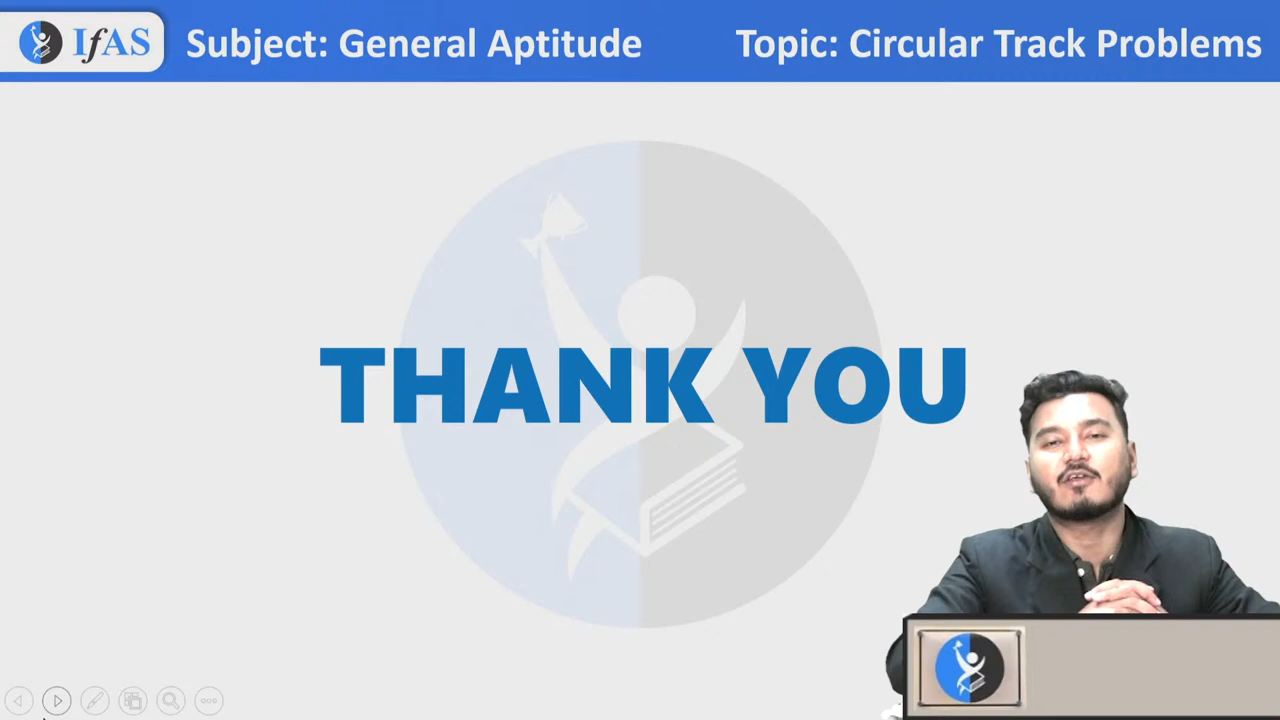 IfAS
Subject: General Aptitude
Topic: Circular Track Problems
THANK YOU